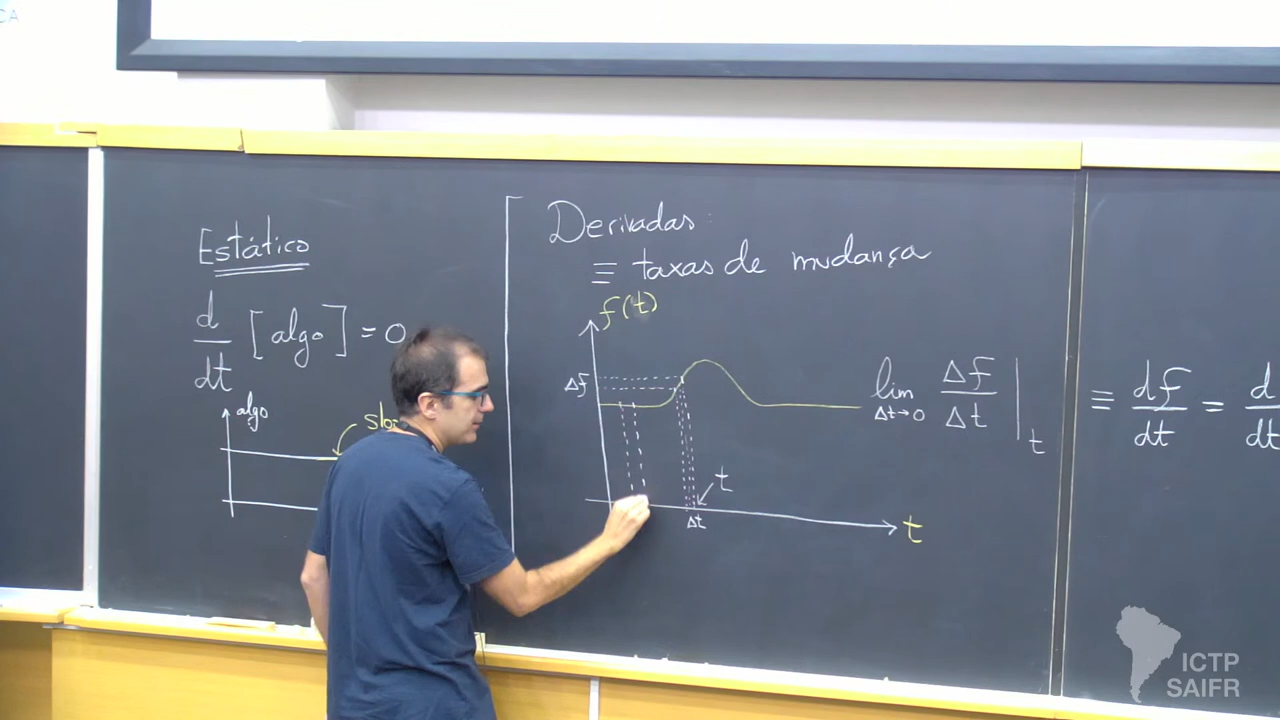 CA
Estático
d/dt [algo] = 0
algo
Derivadas:
≡ taxas de mudança
f(t)
Δf
t
Δt
t
lim Δt→0 Δf/Δt |t ≡ df/dt = d/dt
ICTP
SAIFR